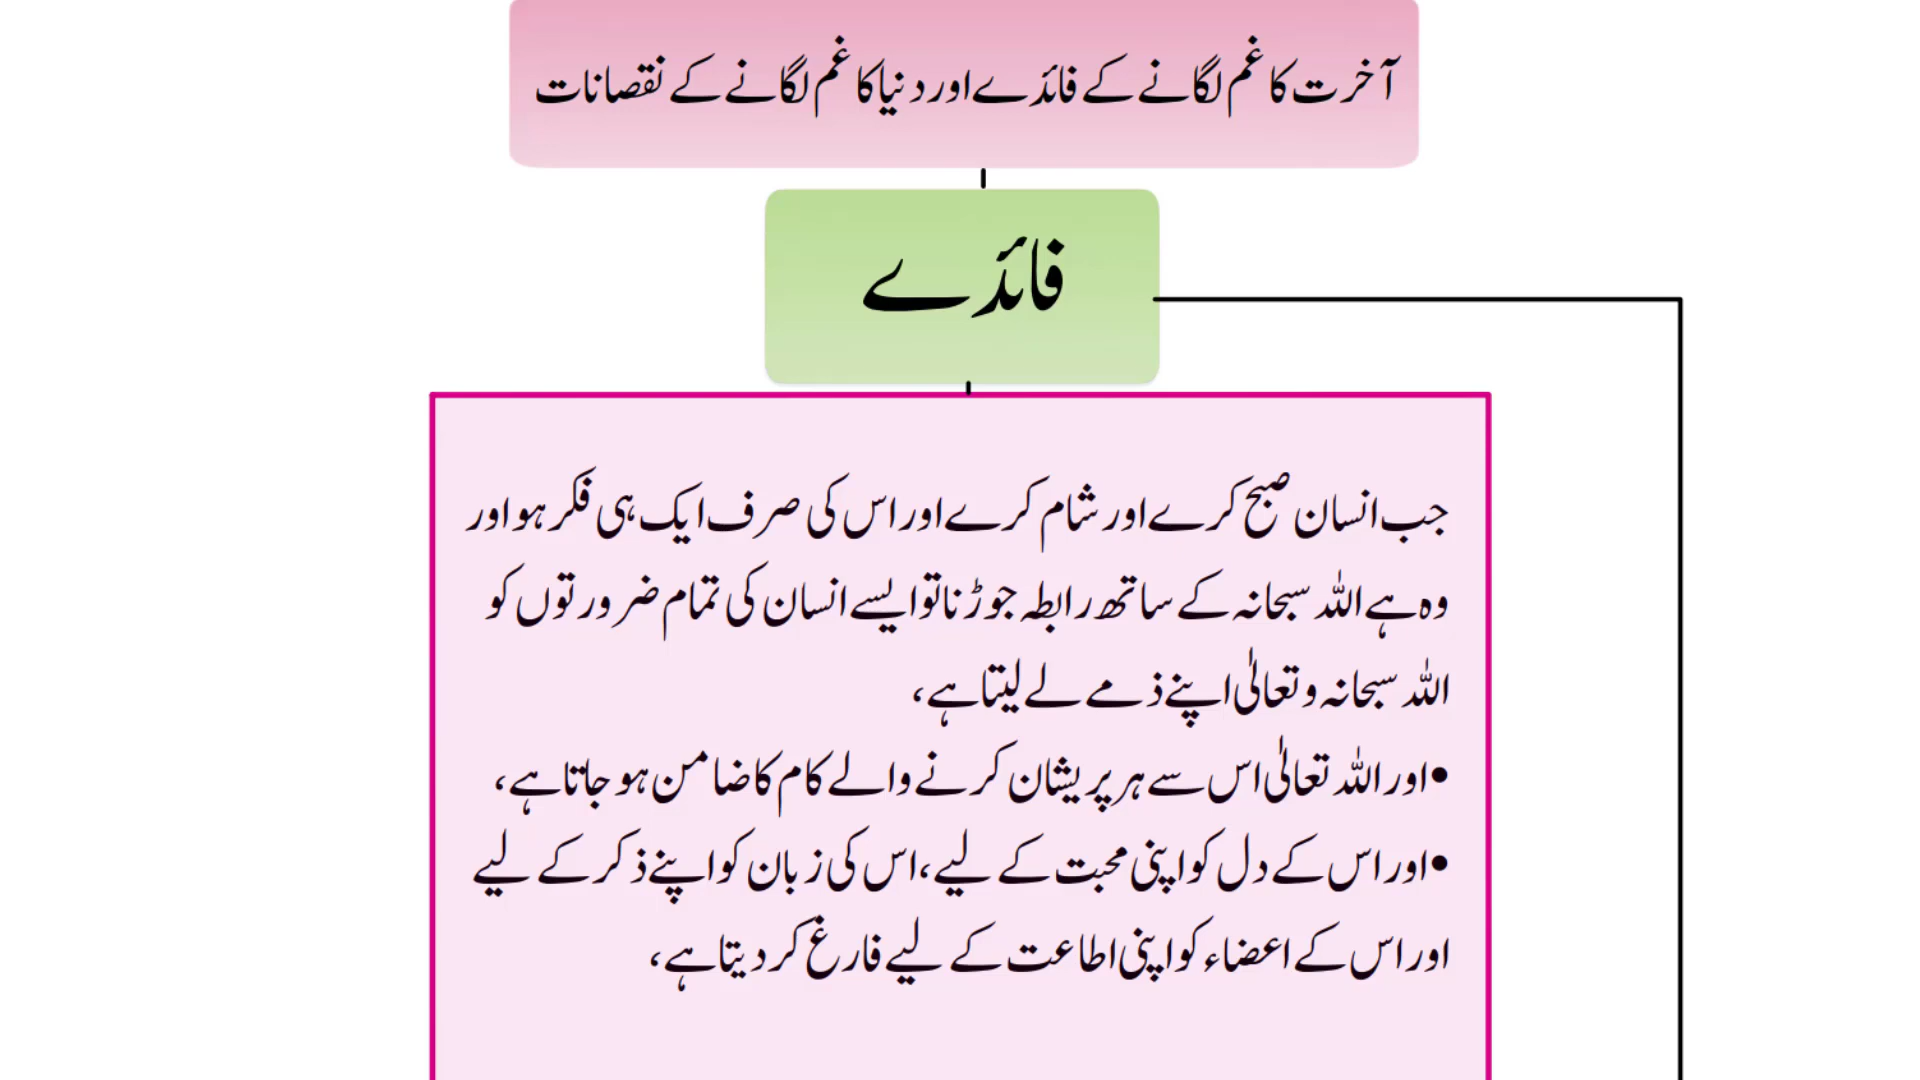 آخرت کا غم لگانے کے فائدے اور دنیا کا غم لگانے کے نقصانات
فائدے
جب انسان صبح کرے اور شام کرے اور اس کی صرف ایک ہی فکر ہو اور
وہ ہے اللہ سبحانہ کے ساتھ رابطہ جوڑنا تو ایسے انسان کی تمام ضرورتوں کو
اللہ سبحانہ و تعالیٰ اپنے ذمے لے لیتا ہے،
•اور اللہ تعالیٰ اس سے ہر پریشان کرنے والے کام کا ضامن ہو جاتا ہے،
•اور اس کے دل کو اپنی محبت کے لیے، اس کی زبان کو اپنے ذکر کے لیے
اور اس کے اعضاء کو اپنی اطاعت کے لیے فارغ کر دیتا ہے،